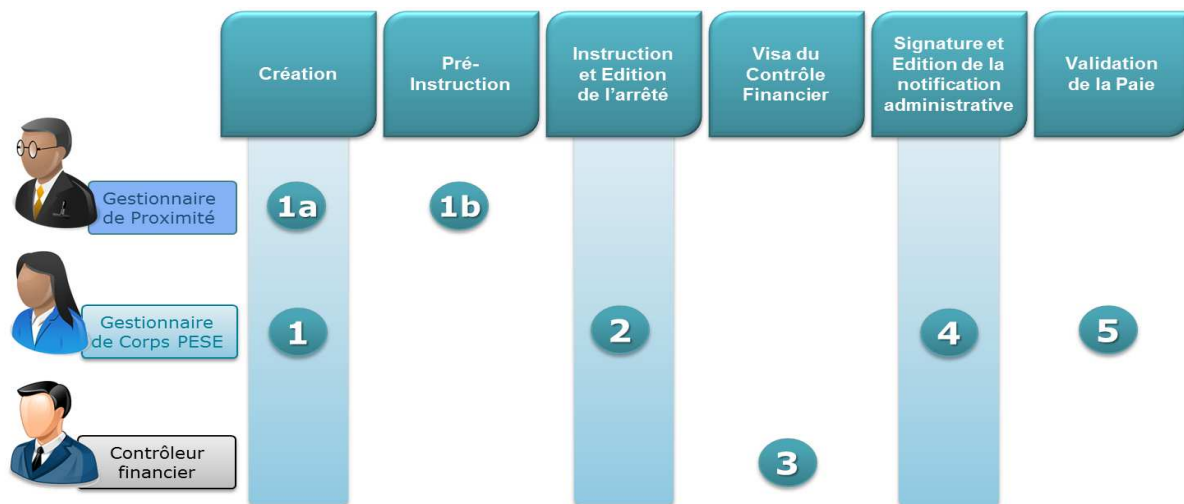 Création
Pré-
Instruction
Instruction
et Edition
de l'arrêté
Visa du
Contrôle
Financier
Signature et
Edition de la
notification
administrative
Validation
de la Paie
Gestionnaire
de Proximité
1a
1b
Gestionnaire
de Corps PESE
1
2
4
5
Contrôleur
financier
3